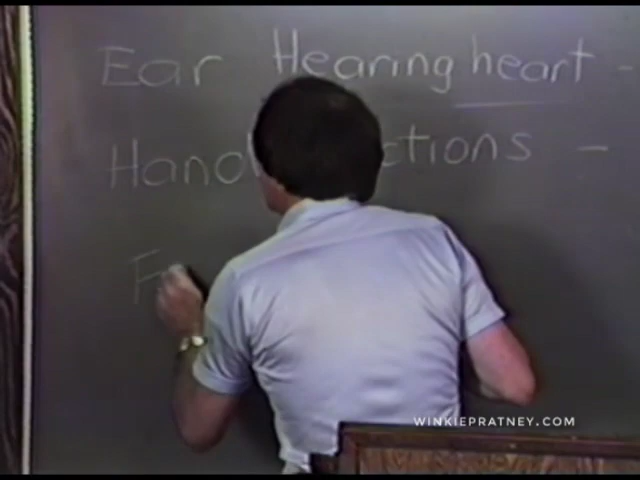 Ear Hearing heart -
Hand ctions -
F
WINKIEPRATNEY.COM